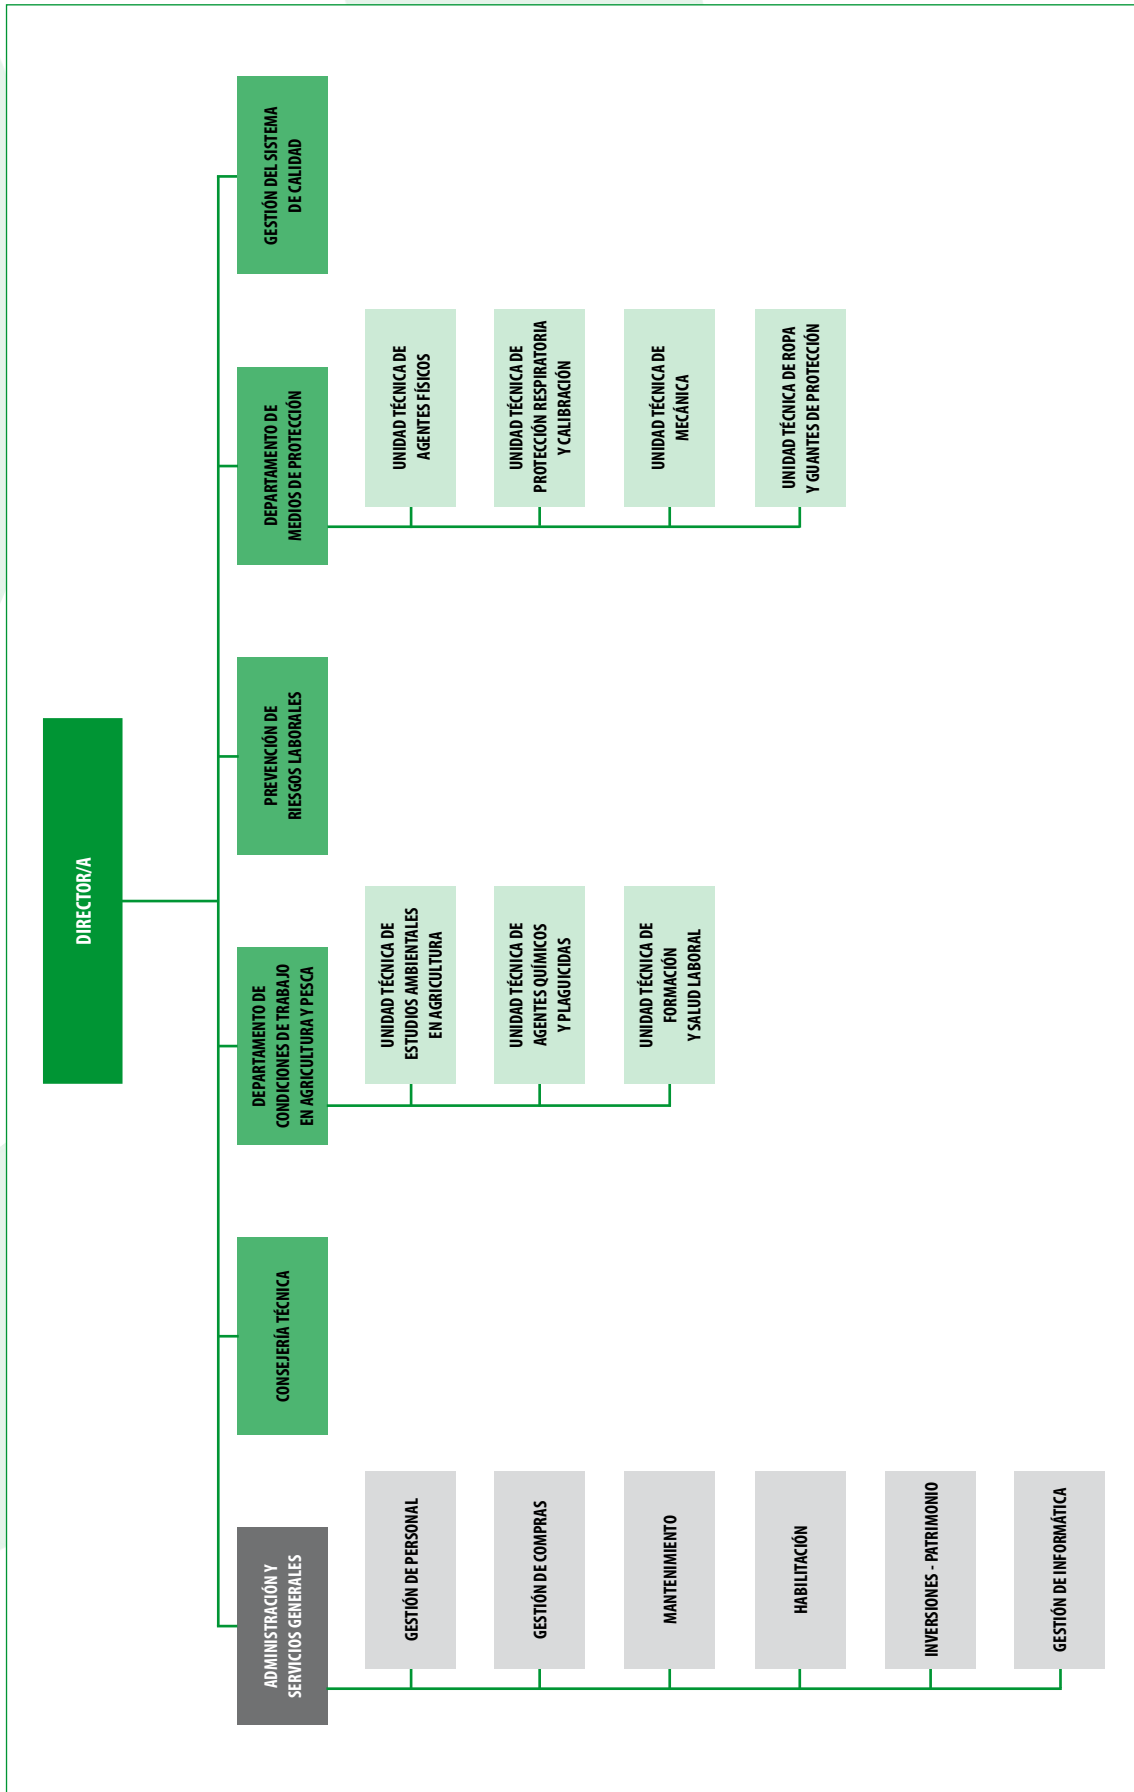 DIRECTOR/A
ADMINISTRACIÓN Y
SERVICIOS GENERALES
GESTIÓN DE PERSONAL
GESTIÓN DE COMPRAS
MANTENIMIENTO
HABILITACIÓN
INVERSIONES - PATRIMONIO
GESTIÓN DE INFORMÁTICA
CONSEJERÍA TÉCNICA
DEPARTAMENTO DE
CONDICIONES DE TRABAJO
EN AGRICULTURA Y PESCA
UNIDAD TÉCNICA DE
ESTUDIOS AMBIENTALES
EN AGRICULTURA
UNIDAD TÉCNICA DE
AGENTES QUÍMICOS
Y PLAGUICIDAS
UNIDAD TÉCNICA DE
FORMACIÓN
Y SALUD LABORAL
PREVENCIÓN DE
RIESGOS LABORALES
DEPARTAMENTO DE
MEDIOS DE PROTECCIÓN
UNIDAD TÉCNICA DE
AGENTES FÍSICOS
UNIDAD TÉCNICA DE
PROTECCIÓN RESPIRATORIA
Y CALIBRACIÓN
UNIDAD TÉCNICA DE
MECÁNICA
UNIDAD TÉCNICA DE ROPA
Y GUANTES DE PROTECCIÓN
GESTIÓN DEL SISTEMA
DE CALIDAD